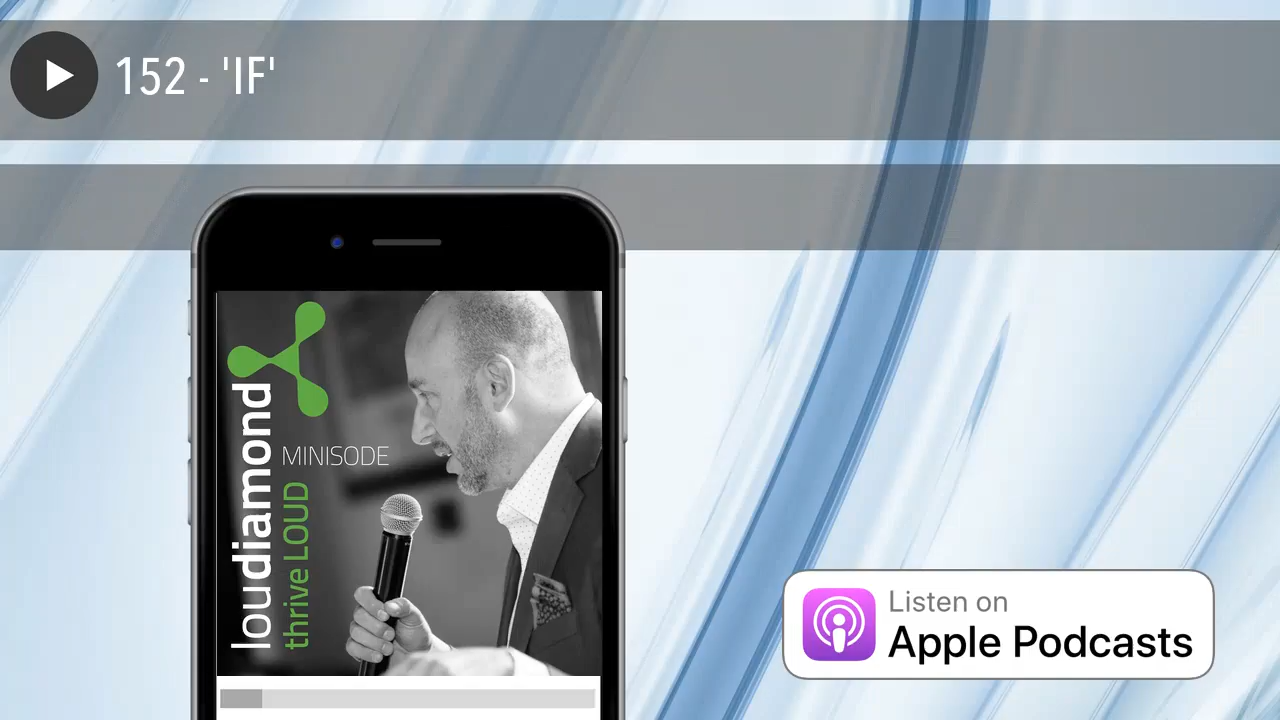 152 - 'IF'
loudiamond
MINISODE
thrive LOUD
Listen on
Apple Podcasts